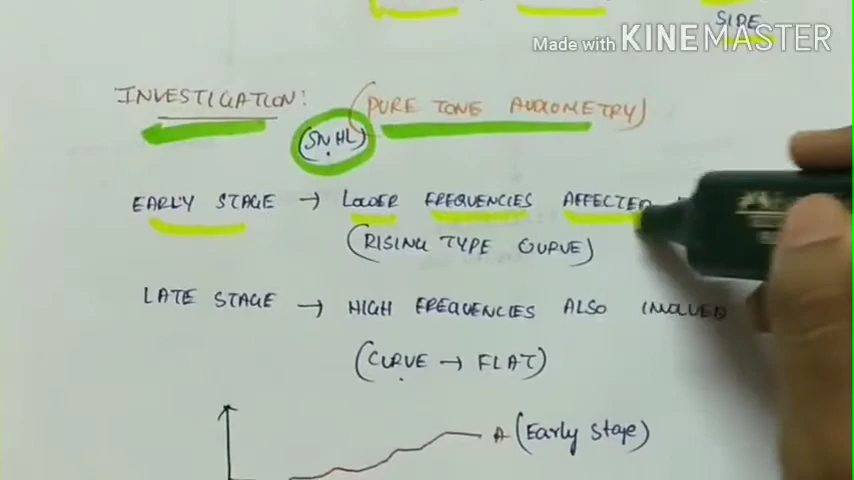 SIDE
Made with KINEMASTER
INVESTIGATION: (PURE TONE AUDIOMETRY)
(SNHL)
EARLY STAGE → LOWER FREQUENCIES AFFECTED
(RISING TYPE CURVE)
LATE STAGE → HIGH FREQUENCIES ALSO INVOLVED
(CURVE → FLAT)
A (Early Stage)